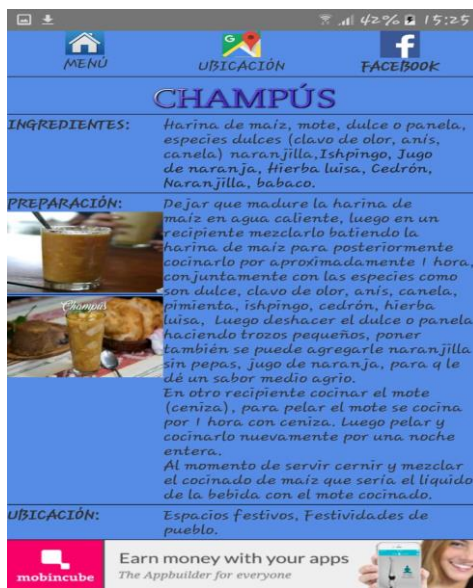 42% 15:25
MENÚ
UBICACIÓN
FACEBOOK
CHAMPÚS
INGREDIENTES:
Harina de maíz, mote, dulce o panela,
especies dulces (clavo de olor, anís,
canela) naranjilla,Ishpingo, Jugo
de naranja, Hierba luisa, Cedrón,
Naranjilla, babaco.
PREPARACIÓN:
Dejar que madure la harina de
maíz en agua caliente, luego en un
recipiente mezclarlo batiendo la
harina de maíz para posteriormente
cocinarlo por aproximadamente 1 hora,
conjuntamente con las especies como
son dulce, clavo de olor, anís, canela,
pimienta, ishpingo, cedrón, hierba
luisa, Luego deshacer el dulce o panela
haciendo trozos pequeños, poner
también se puede agregarle naranjilla
sin pepas, jugo de naranja, para q le
dé un sabor medio agrio.
En otro recipiente cocinar el mote
(ceniza), para pelar el mote se cocina
por 1 hora con ceniza. Luego pelar y
cocinarlo nuevamente por una noche
entera.
Al momento de servir cernir y mezclar
el cocinado de maíz que sería el líquido
de la bebida con el mote cocinado.
Champús
UBICACIÓN:
Espacios festivos, Festividades de
pueblo.
mobincube
Earn money with your apps
The Appbuilder for everyone